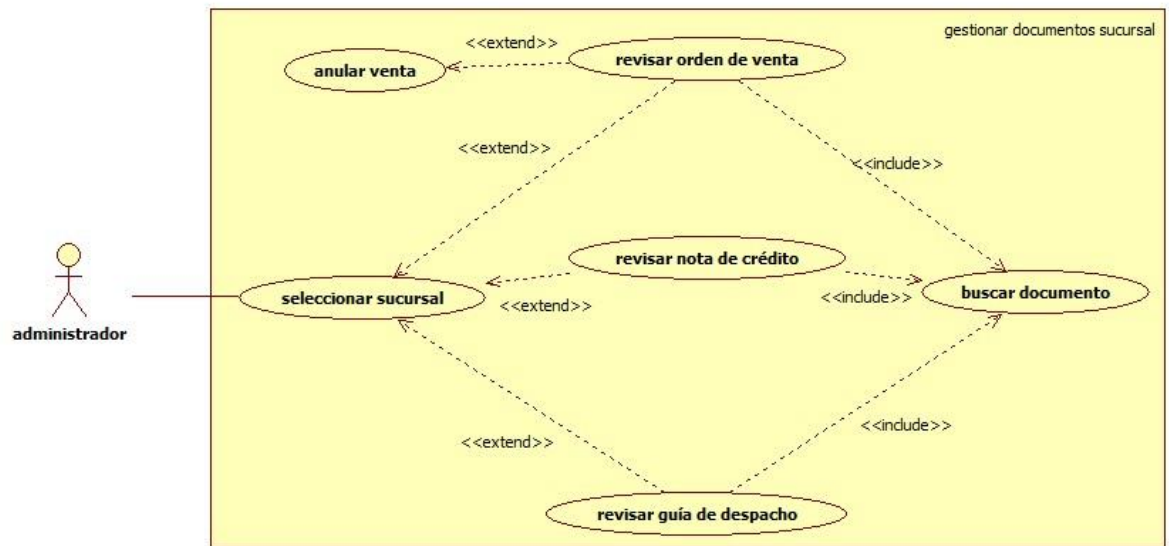 gestionar documentos sucursal
<<extend>>
anular venta
revisar orden de venta
<<extend>>
<<include>>
revisar nota de crédito
seleccionar sucursal
<<extend>>
<<include>>
buscar documento
administrador
<<extend>>
<<include>>
revisar guía de despacho